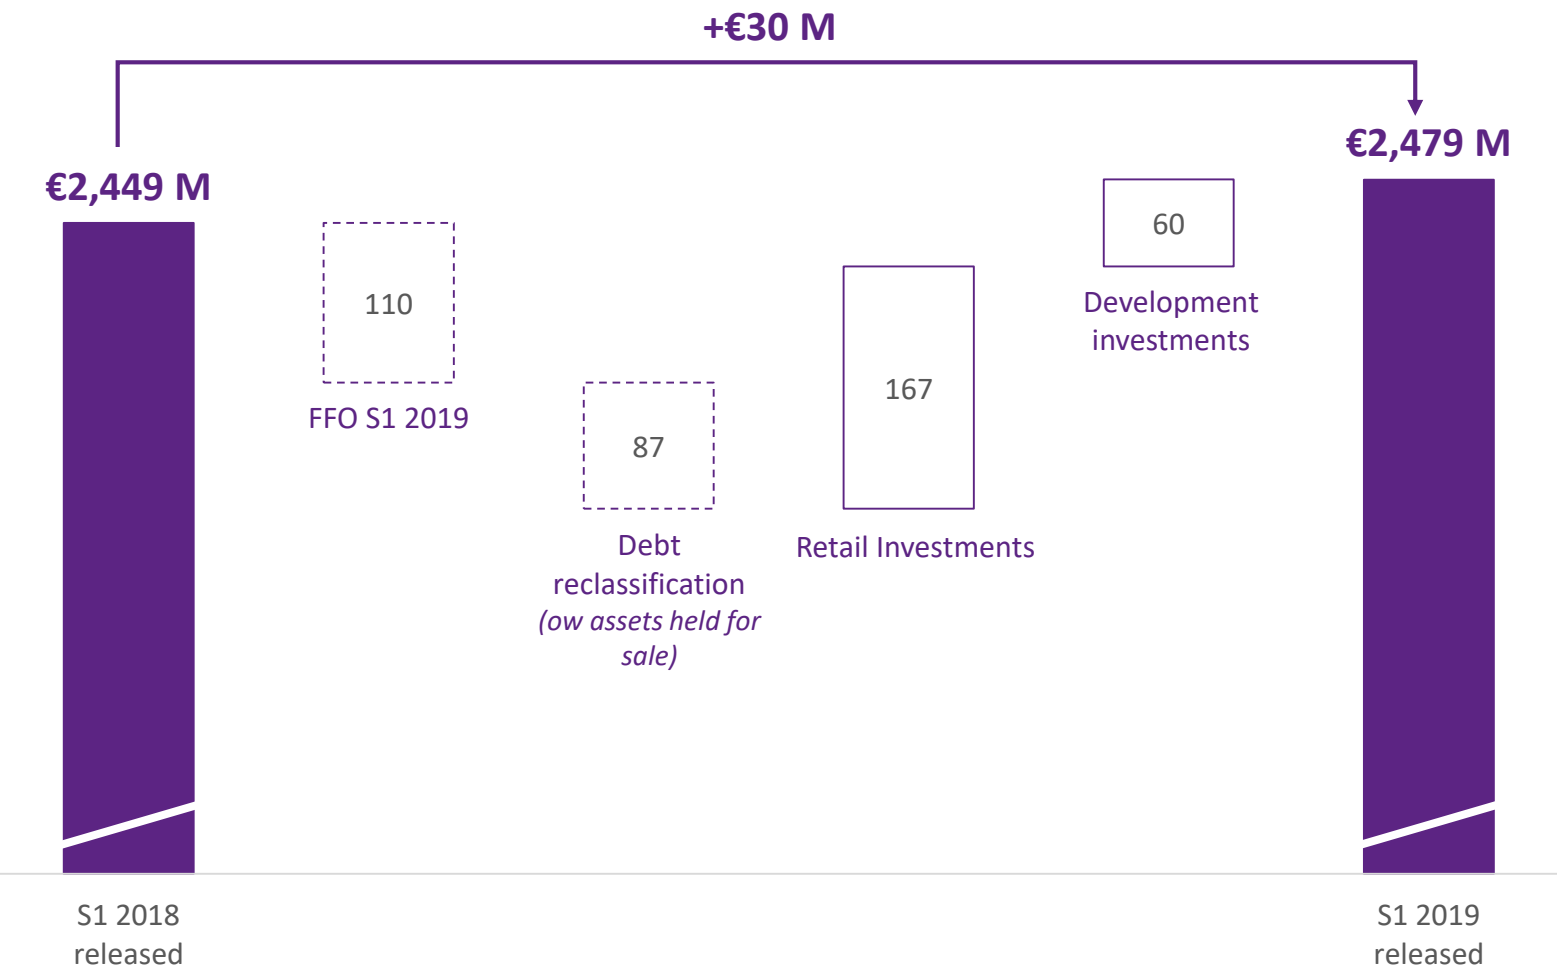 +€30 M
€2,449 M
€2,479 M
110
FFO S1 2019
87
Debt
reclassification
(ow assets held for
sale)
167
Retail Investments
60
Development
investments
S1 2018
released
S1 2019
released